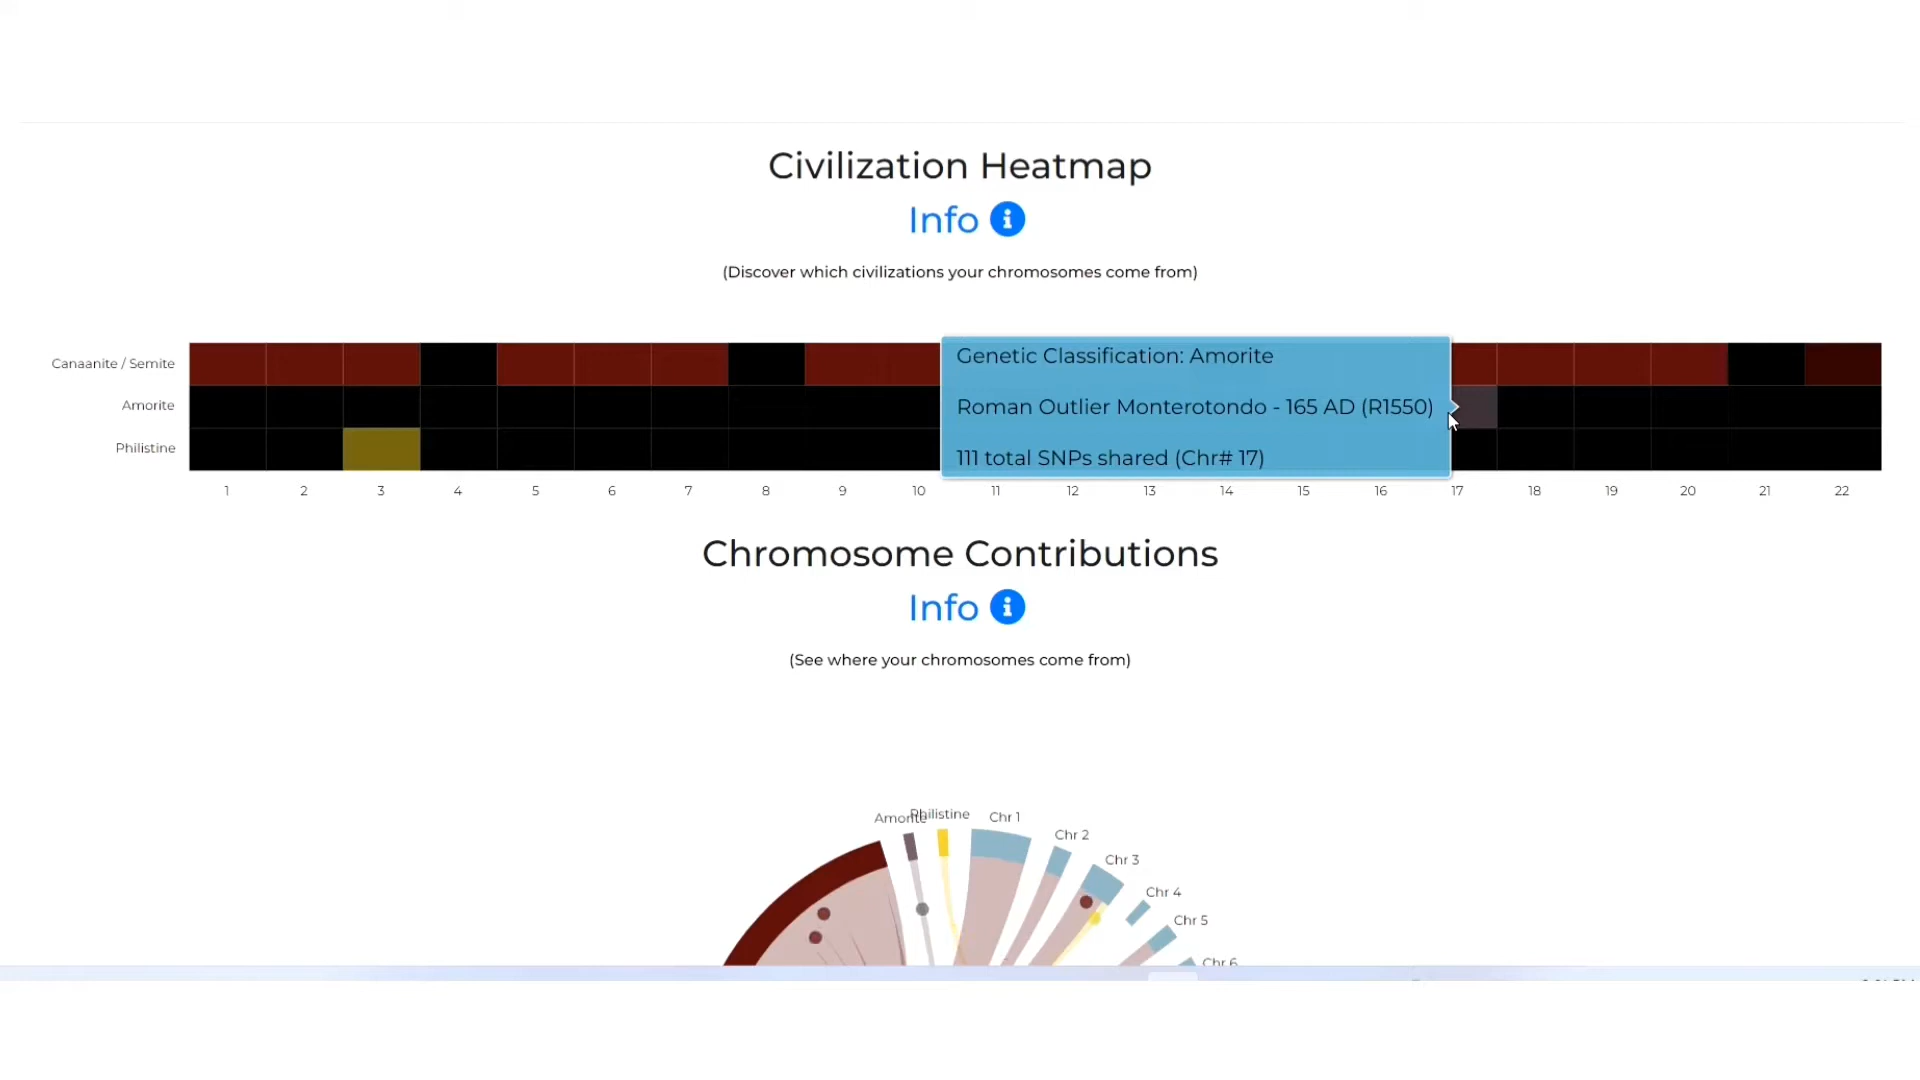 Civilization Heatmap
Info
(Discover which civilizations your chromosomes come from)
Canaanite / Semite
Genetic Classification: Amorite
Amorite
Roman Outlier Monterotondo - 165 AD (R1550)
Philistine
111 total SNPs shared (Chr# 17)
1 2 3 4 5 6 7 8 9 10 11 12 13 14 15 16 17 18 19 20 21 22
Chromosome Contributions
Info
(See where your chromosomes come from)
Amorite Philistine Chr 1
Chr 2
Chr 3
Chr 4
Chr 5
Chr 6